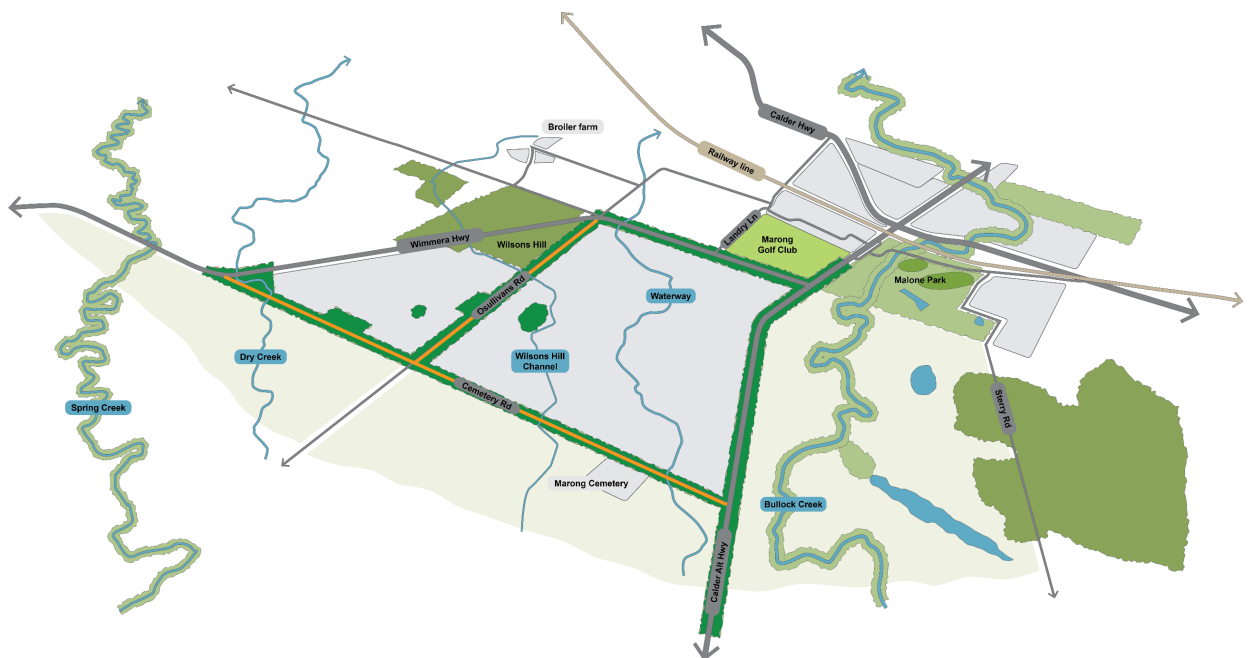 Broiler farm
Calder Hwy
Railway line
Landry Ln
Wimmera Hwy
Wilsons Hill
Marong
Golf Club
Malone Park
Osullivans Rd
Waterway
Dry Creek
Wilsons Hill
Channel
Spring Creek
Cemetery Rd
Sterry Rd
Marong Cemetery
Bullock Creek
Calder Alt Hwy